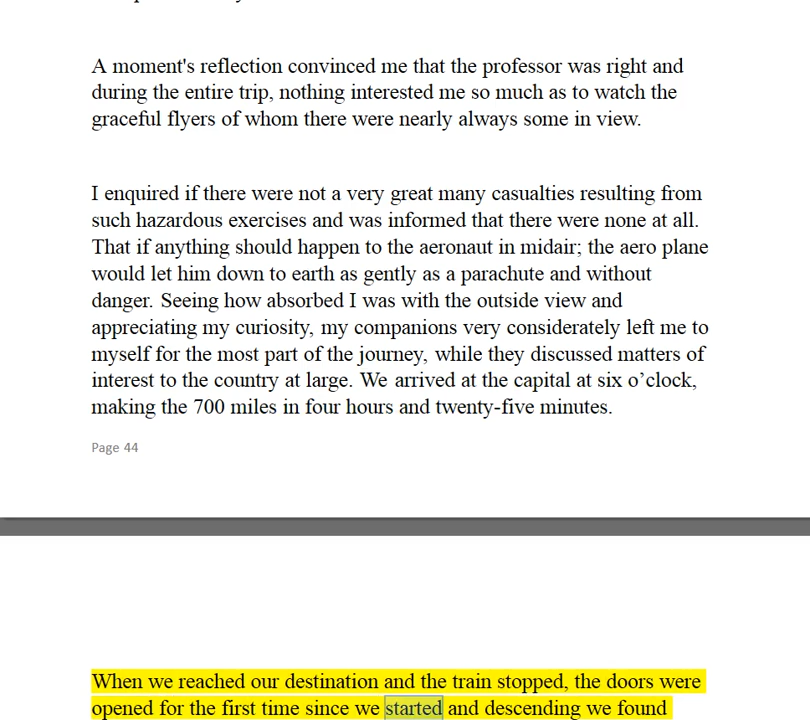 A moment's reflection convinced me that the professor was right and
during the entire trip, nothing interested me so much as to watch the
graceful flyers of whom there were nearly always some in view.
I enquired if there were not a very great many casualties resulting from
such hazardous exercises and was informed that there were none at all.
That if anything should happen to the aeronaut in midair; the aero plane
would let him down to earth as gently as a parachute and without
danger. Seeing how absorbed I was with the outside view and
appreciating my curiosity, my companions very considerately left me to
myself for the most part of the journey, while they discussed matters of
interest to the country at large. We arrived at the capital at six o’clock,
making the 700 miles in four hours and twenty-five minutes.
Page 44
When we reached our destination and the train stopped, the doors were
opened for the first time since we started and descending we found